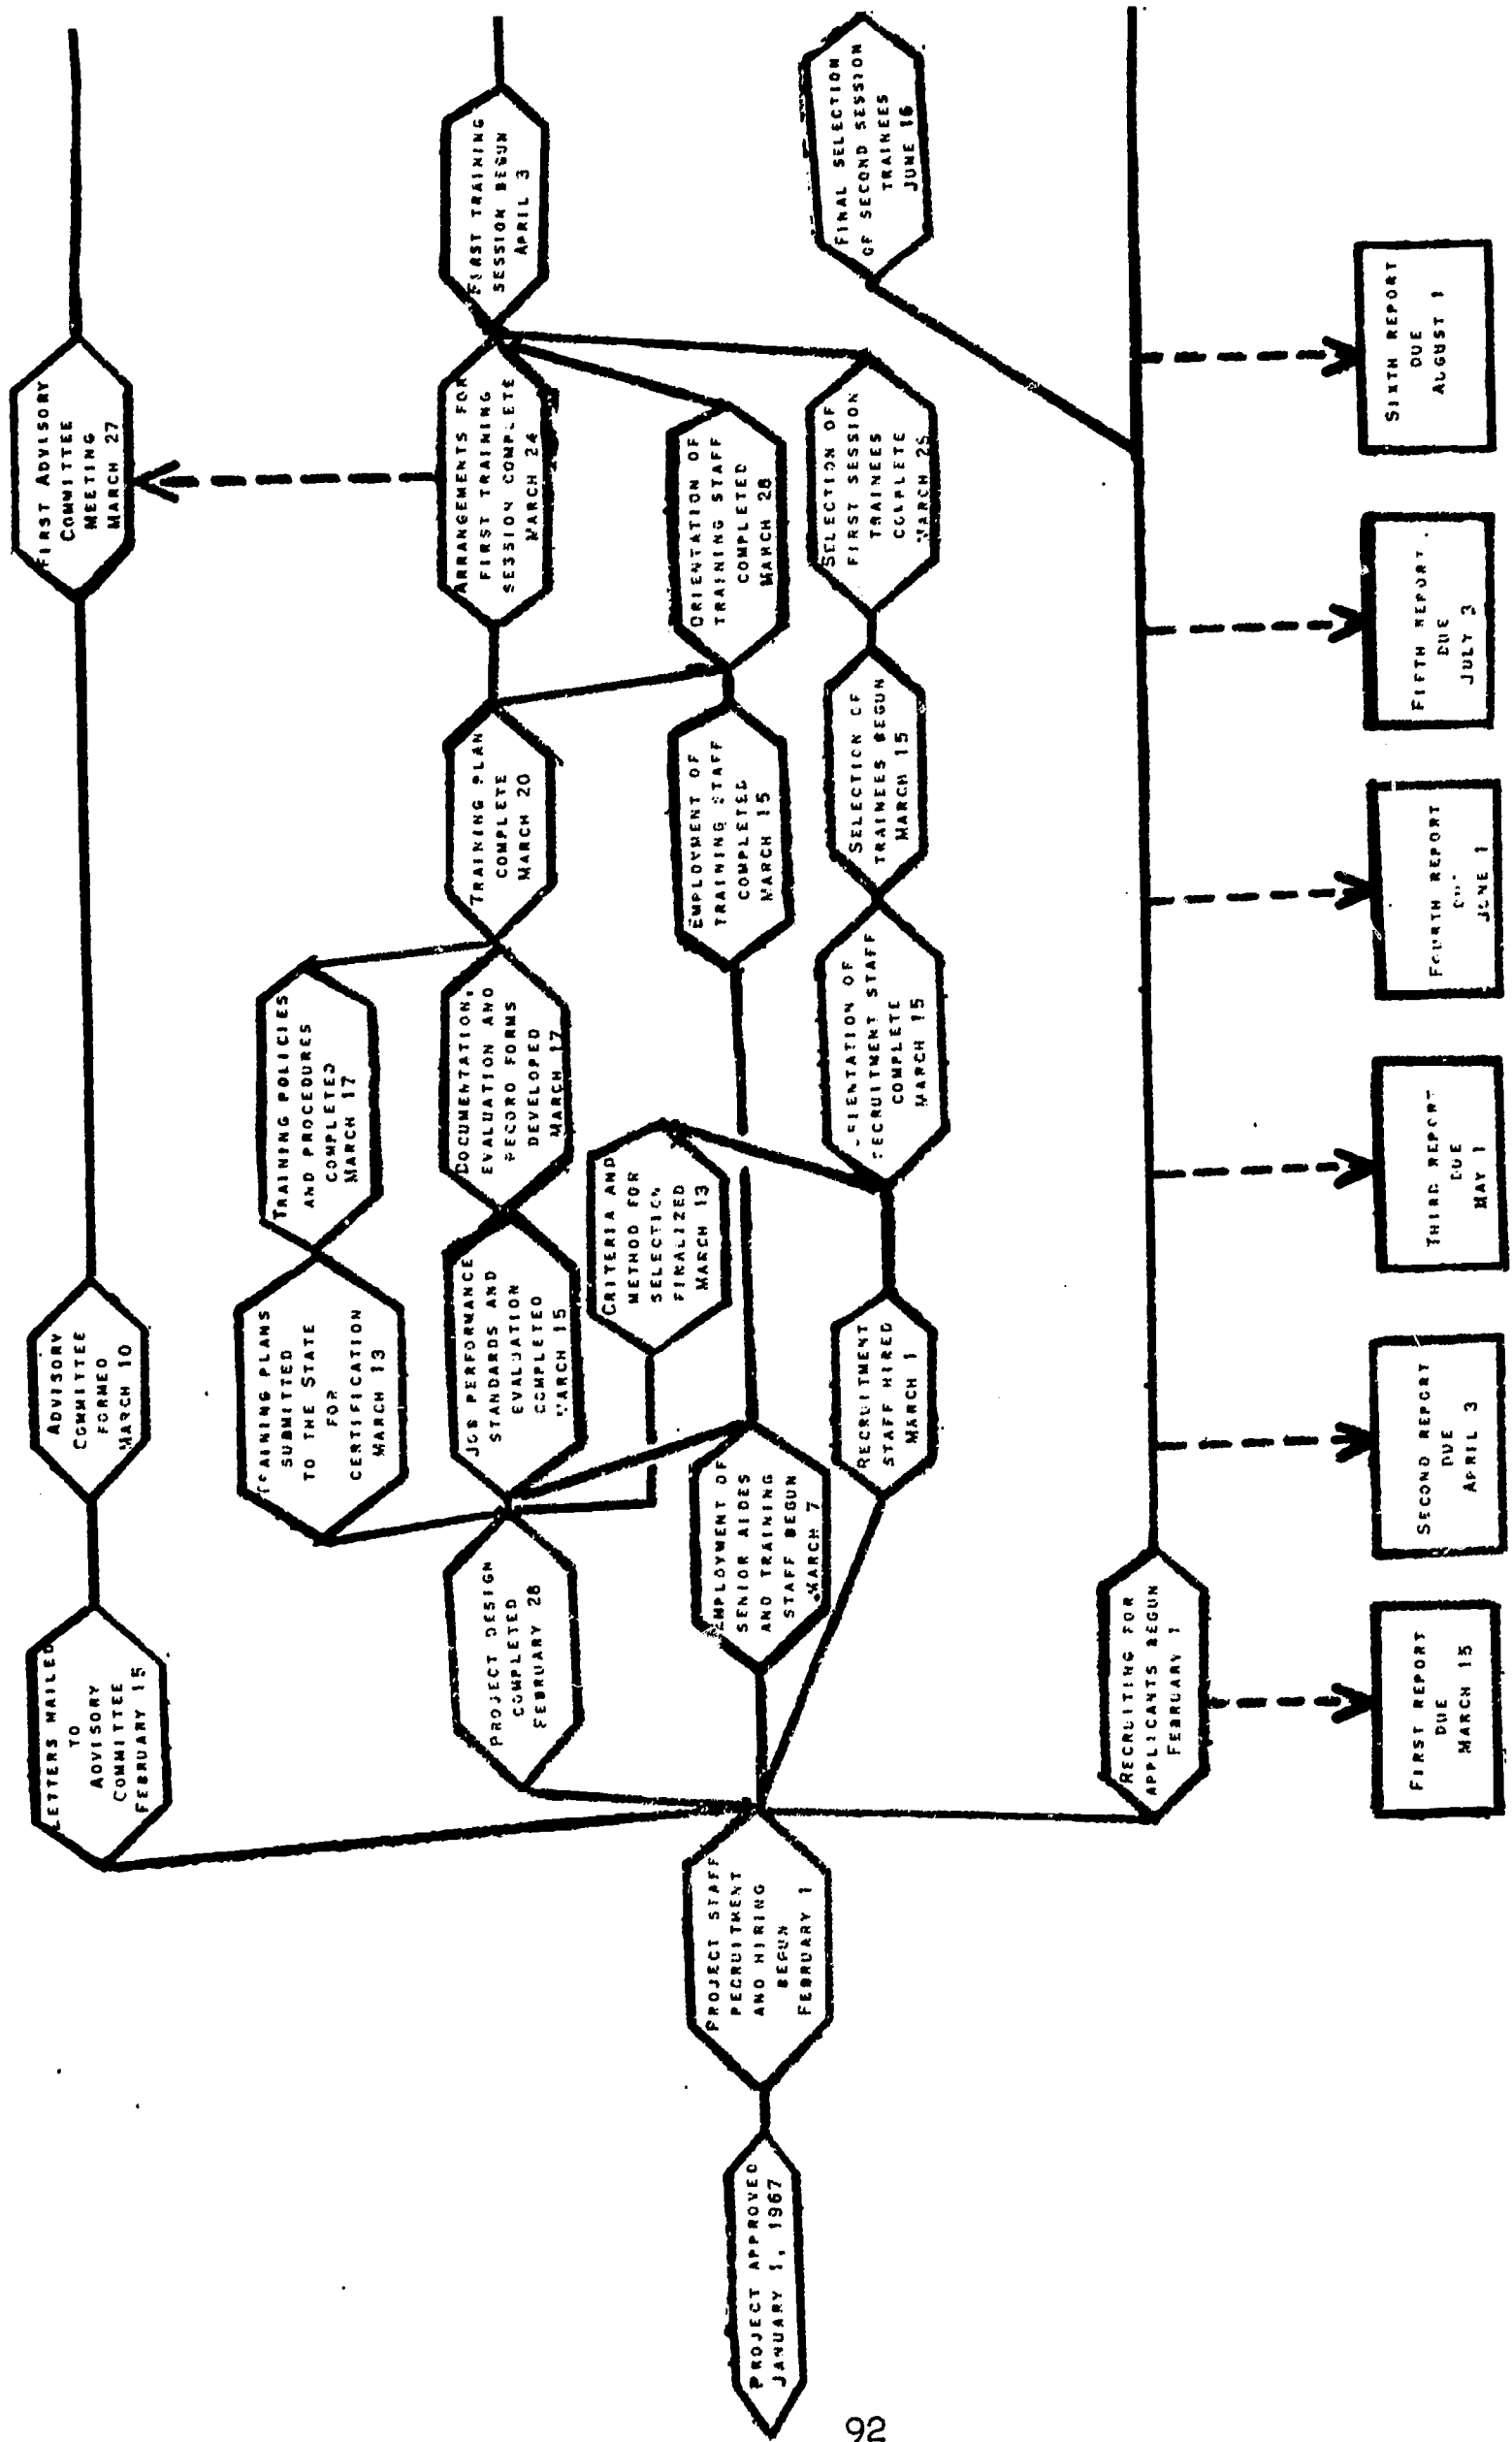 LETTERS MAILED
TO
ADVISORY
COMMITTEE
FEBRUARY 15
ADVISORY
COMMITTEE
FORMED
MARCH 10
FIRST ADVISORY
COMMITTEE
MEETING
MARCH 27
TRAINING PLANS
SUBMITTED
TO THE STATE
FOR
CERTIFICATION
MARCH 13
TRAINING POLICIES
AND PROCEDURES
COMPLETED
MARCH 17
PROJECT DESIGN
COMPLETED
FEBRUARY 28
JOB PERFORMANCE
STANDARDS AND
EVALUATION
COMPLETED
MARCH 15
DOCUMENTATION,
EVALUATION AND
RECORD FORMS
DEVELOPED
MARCH 17
TRAINING PLAN
COMPLETE
MARCH 20
ARRANGEMENTS FOR
FIRST TRAINING
SESSION COMPLETE
MARCH 24
FIRST TRAINING
SESSION BEGUN
APRIL 3
CRITERIA AND
METHOD FOR
SELECTION
FINALIZED
MARCH 13
PROJECT APPROVED
JANUARY 1, 1967
PROJECT STAFF
RECRUITMENT
AND HIRING
BEGUN
FEBRUARY 1
EMPLOYMENT OF
SENIOR AIDES
AND TRAINING
STAFF BEGUN
MARCH 7
EMPLOYMENT OF
TRAINING STAFF
COMPLETED
MARCH 15
ORIENTATION OF
TRAINING STAFF
COMPLETED
MARCH 28
RECRUITMENT
STAFF HIRED
MARCH 1
ORIENTATION OF
RECRUITMENT STAFF
COMPLETE
MARCH 15
SELECTION OF
TRAINEES BEGUN
MARCH 15
SELECTION OF
FIRST SESSION
TRAINEES
COMPLETE
MARCH
FINAL SELECTION
OF SECOND SESSION
TRAINEES
JUNE 16
RECRUITING FOR
APPLICANTS BEGUN
FEBRUARY
FIRST REPORT
DUE
MARCH 15
SECOND REPORT
DUE
APRIL 3
THIRD REPORT
DUE
MAY 1
FOURTH REPORT
DUE
JUNE 1
FIFTH REPORT
DUE
JULY 3
SIXTH REPORT
DUE
AUGUST 1
92